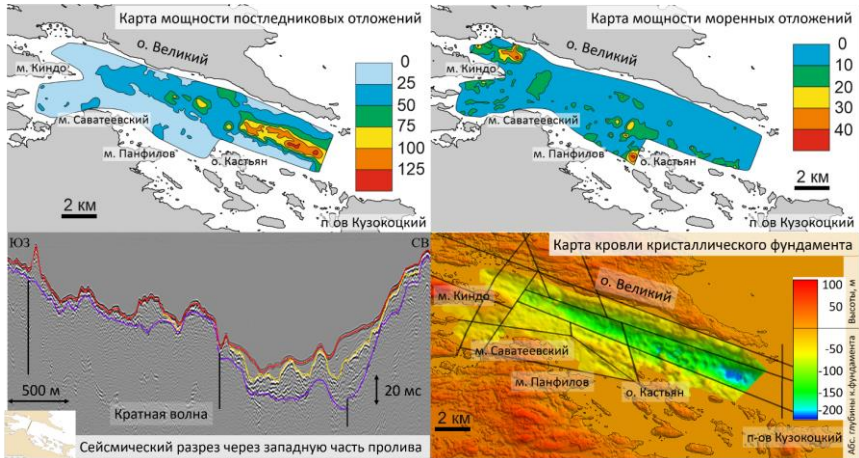 Карта мощности постледниковых отложений
о. Великий
м. Киндо
м. Саватеевский
м. Панфилов
о. Кастьян
0
25
50
75
100
125
2 км
п-ов Кузокоцкий
Карта мощности моренных отложений
о. Великий
м. Киндо
м. Саватеевский
м. Панфилов
о. Кастьян
0
10
20
30
40
2 км
п-ов Кузокоцкий
ЮЗ
СВ
500 м
20 мс
Кратная волна
Сейсмический разрез через западную часть пролива
Карта кровли кристаллического фундамента
о. Великий
м. Киндо
м. Саватеевский
м. Панфилов
о. Кастьян
2 км
п-ов Кузокоцкий
100
50
0
-50
-100
-150
-200
Высоты, м
Абс. глубины к.фундамента